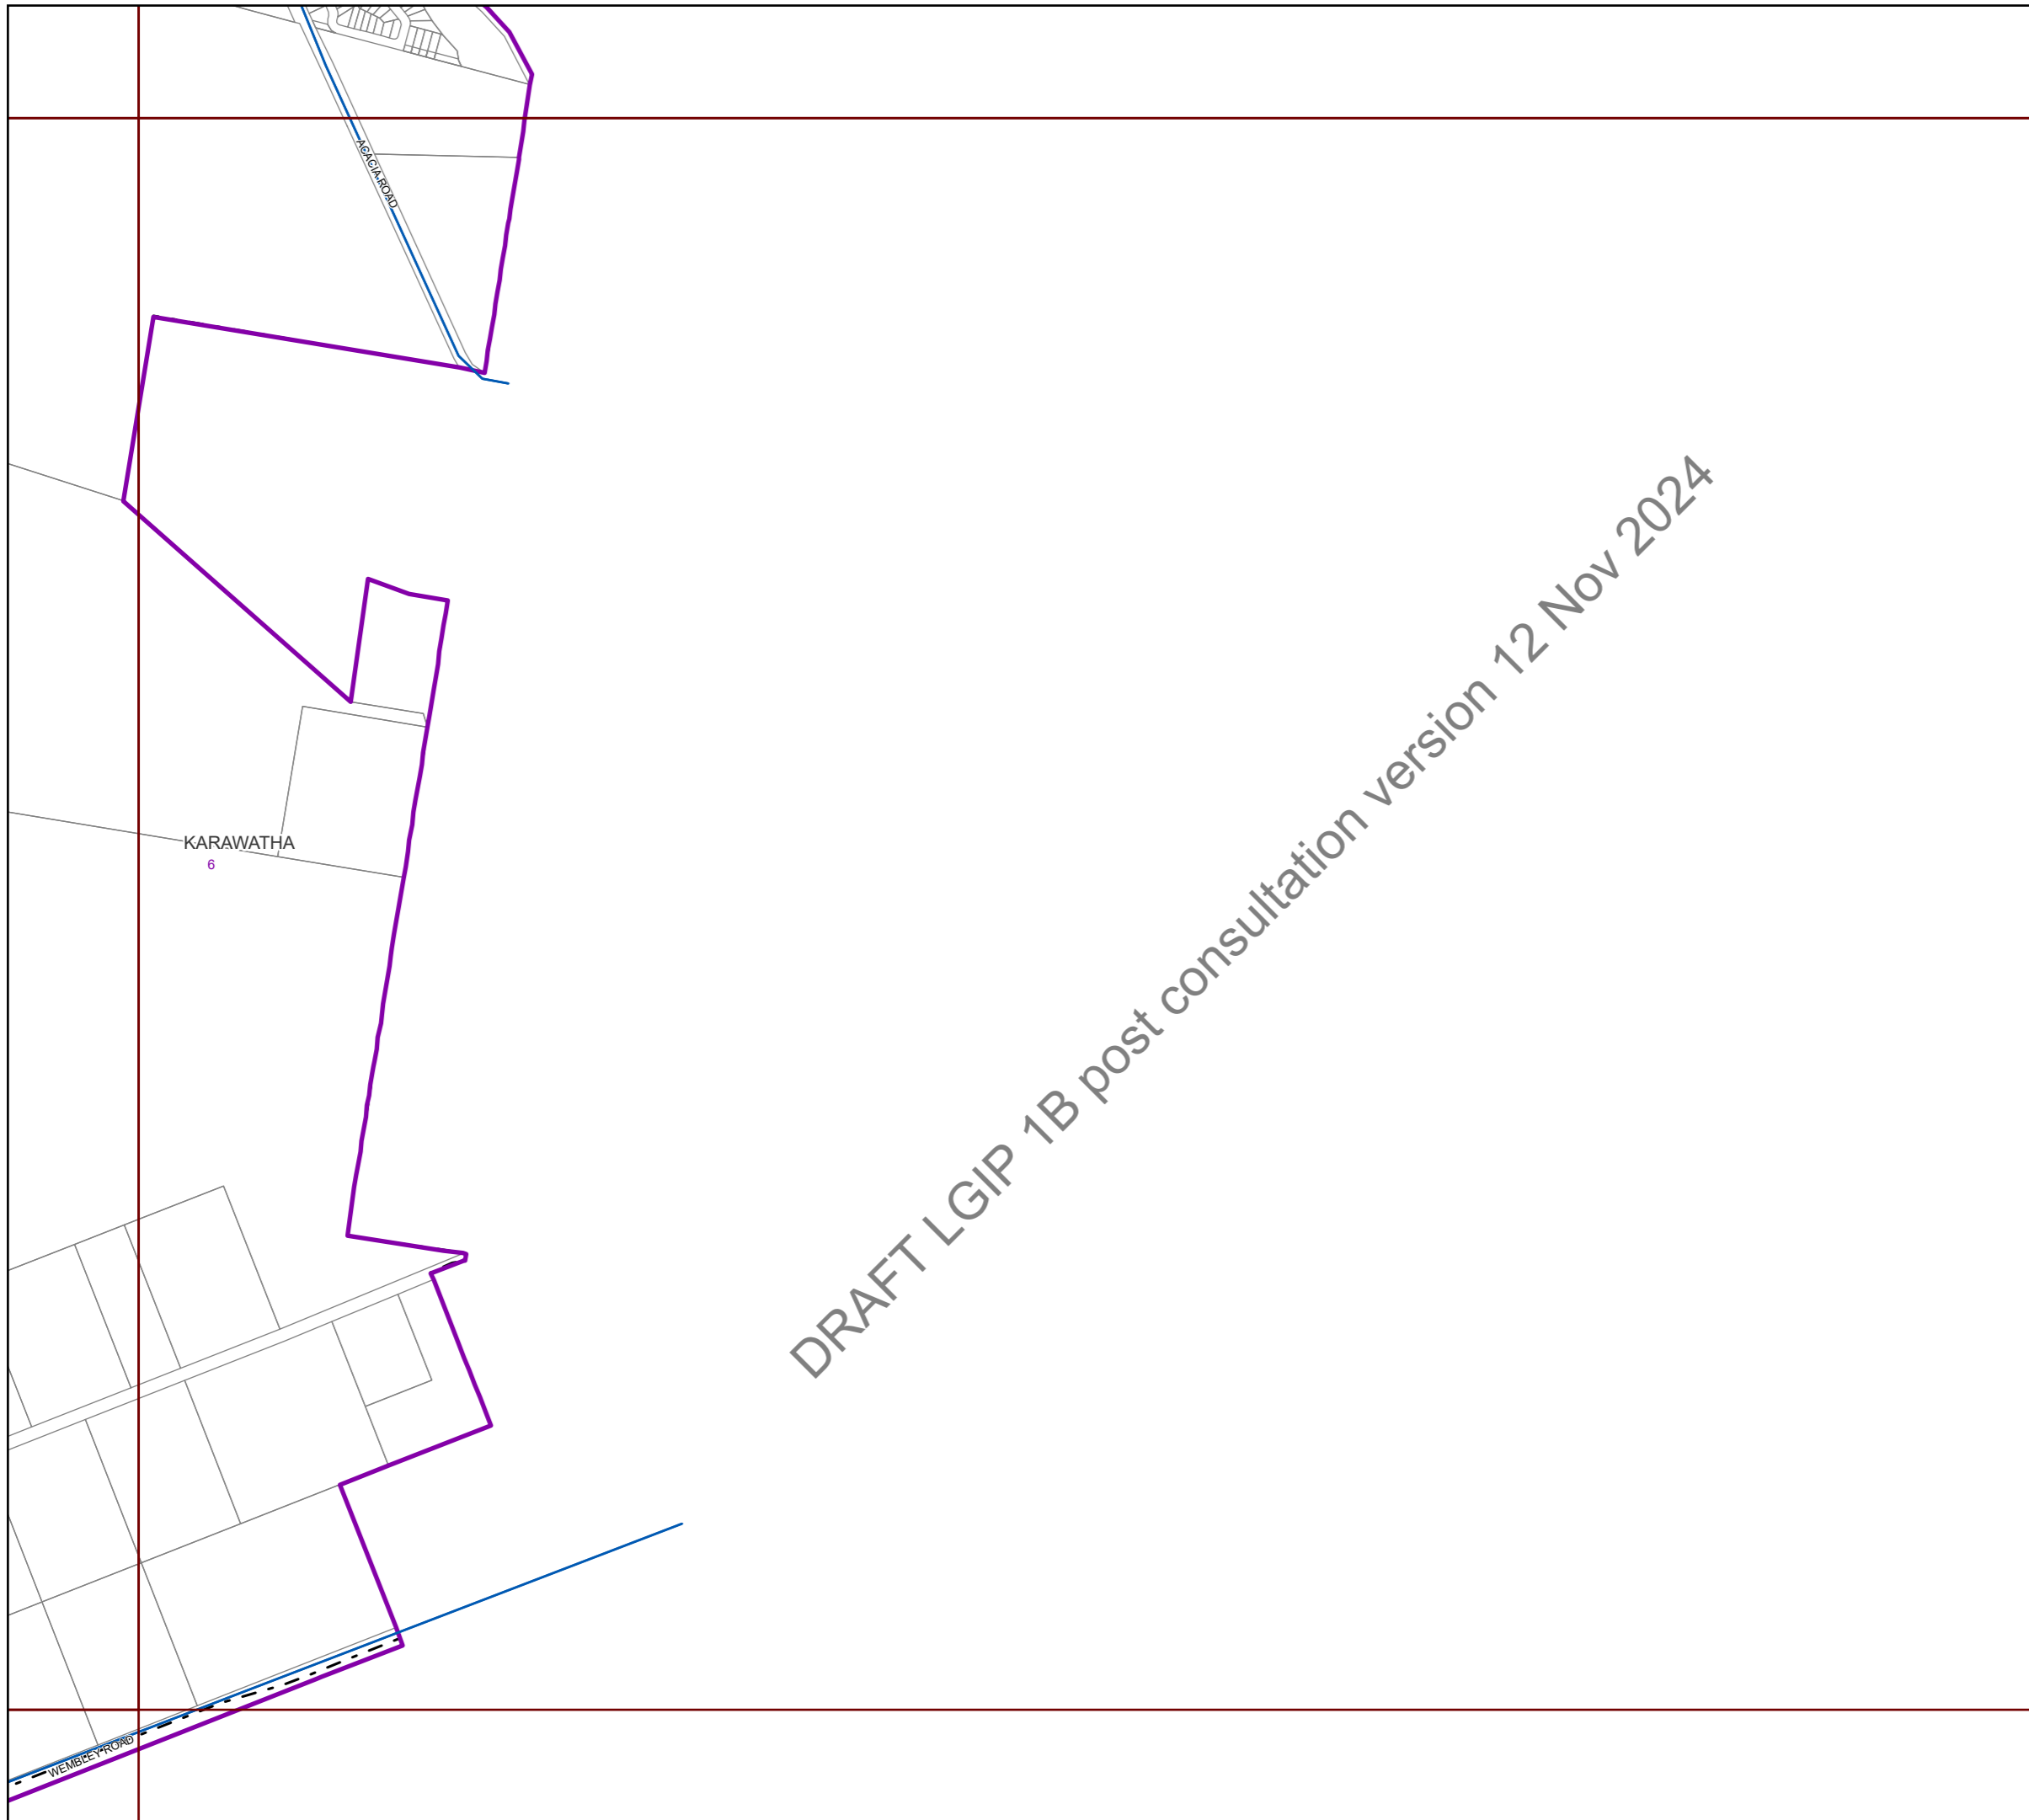 ACACIA ROAD
DRAFT LGIP 1B post consultation version 12 Nov 2024
KARAWATHA
6
WEMBLEY ROAD